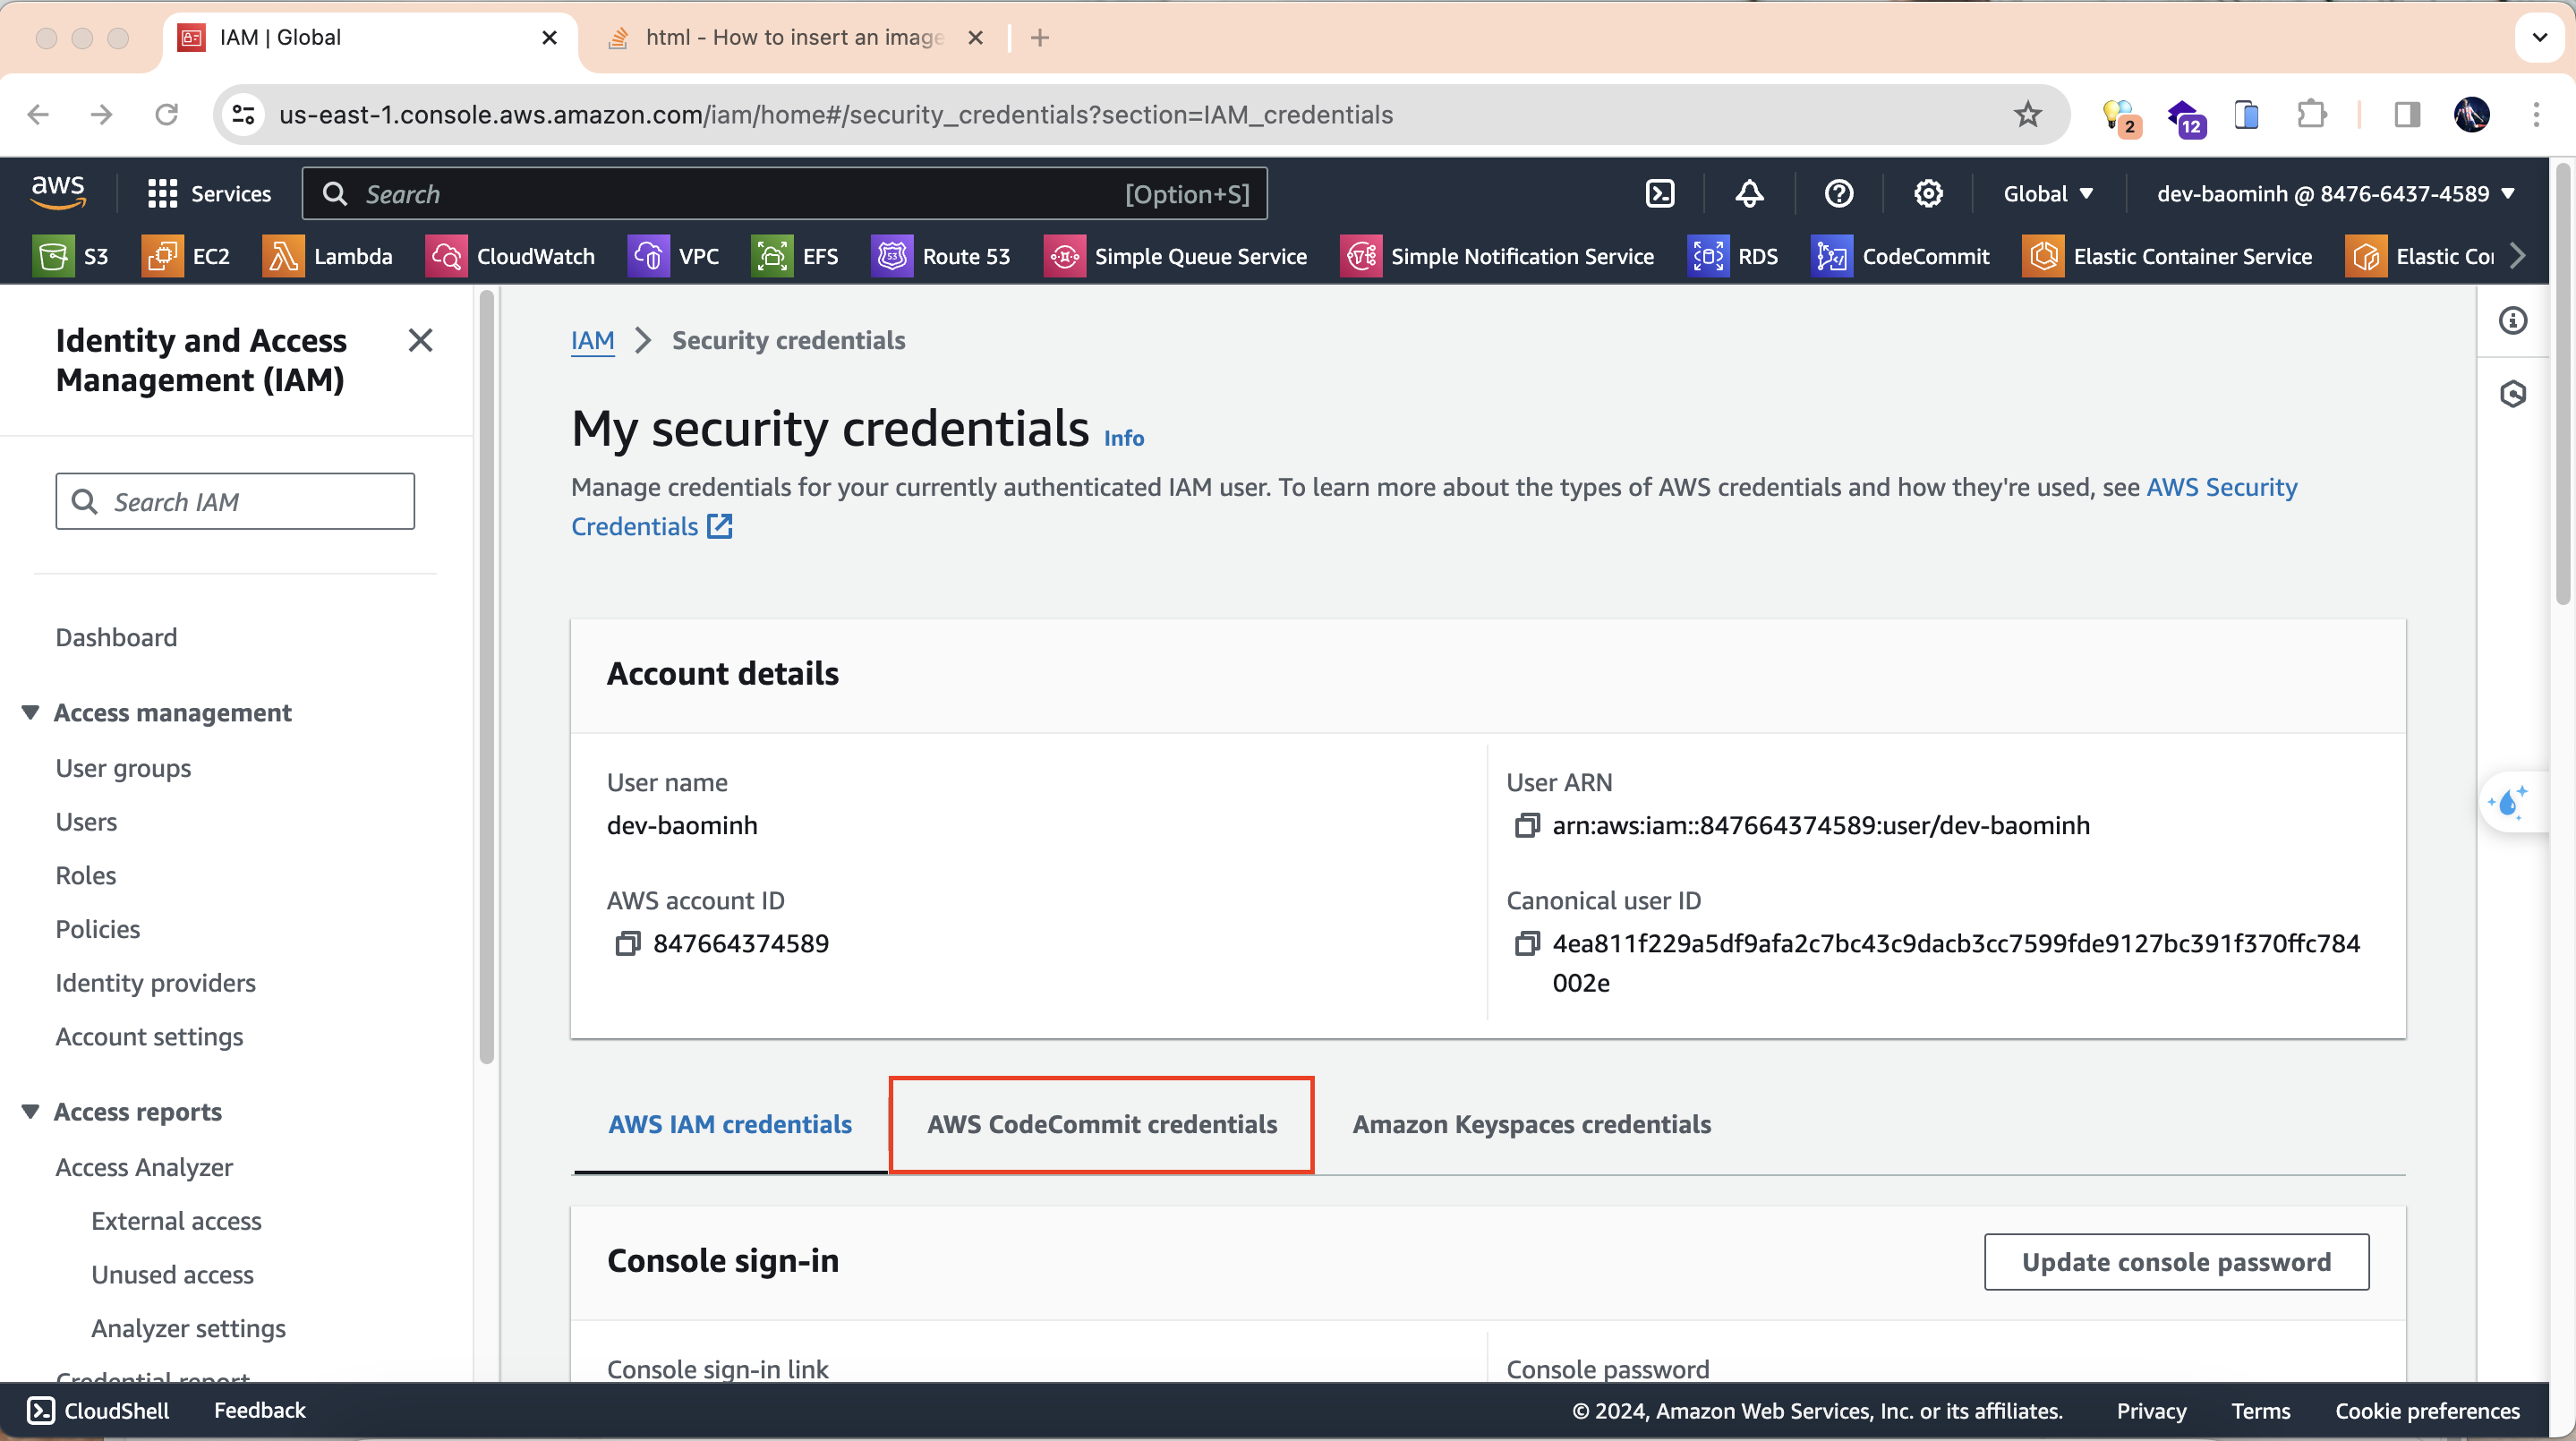 IAM | Global
html - How to insert an image
us-east-1.console.aws.amazon.com/iam/home#/security_credentials?section=IAM_credentials
2
12
aws
Services
Search
[Option+S]
Global
dev-baominh @ 8476-6437-4589
S3
EC2
Lambda
CloudWatch
VPC
EFS
Route 53
Simple Queue Service
Simple Notification Service
RDS
CodeCommit
Elastic Container Service
Elastic Co
Identity and Access
Management (IAM)
Search IAM
Dashboard
Access management
User groups
Users
Roles
Policies
Identity providers
Account settings
Access reports
Access Analyzer
External access
Unused access
Analyzer settings
Credential report
IAM
Security credentials
My security credentials Info
Manage credentials for your currently authenticated IAM user. To learn more about the types of AWS credentials and how they're used, see AWS Security
Credentials
Account details
User name
dev-baominh
User ARN
arn:aws:iam::847664374589:user/dev-baominh
AWS account ID
847664374589
Canonical user ID
4ea811f229a5df9afa2c7bc43c9dacb3cc7599fde9127bc391f370ffc784
002e
AWS IAM credentials
AWS CodeCommit credentials
Amazon Keyspaces credentials
Console sign-in
Update console password
Console sign-in link
Console password
CloudShell
Feedback
© 2024, Amazon Web Services, Inc. or its affiliates.
Privacy
Terms
Cookie preferences